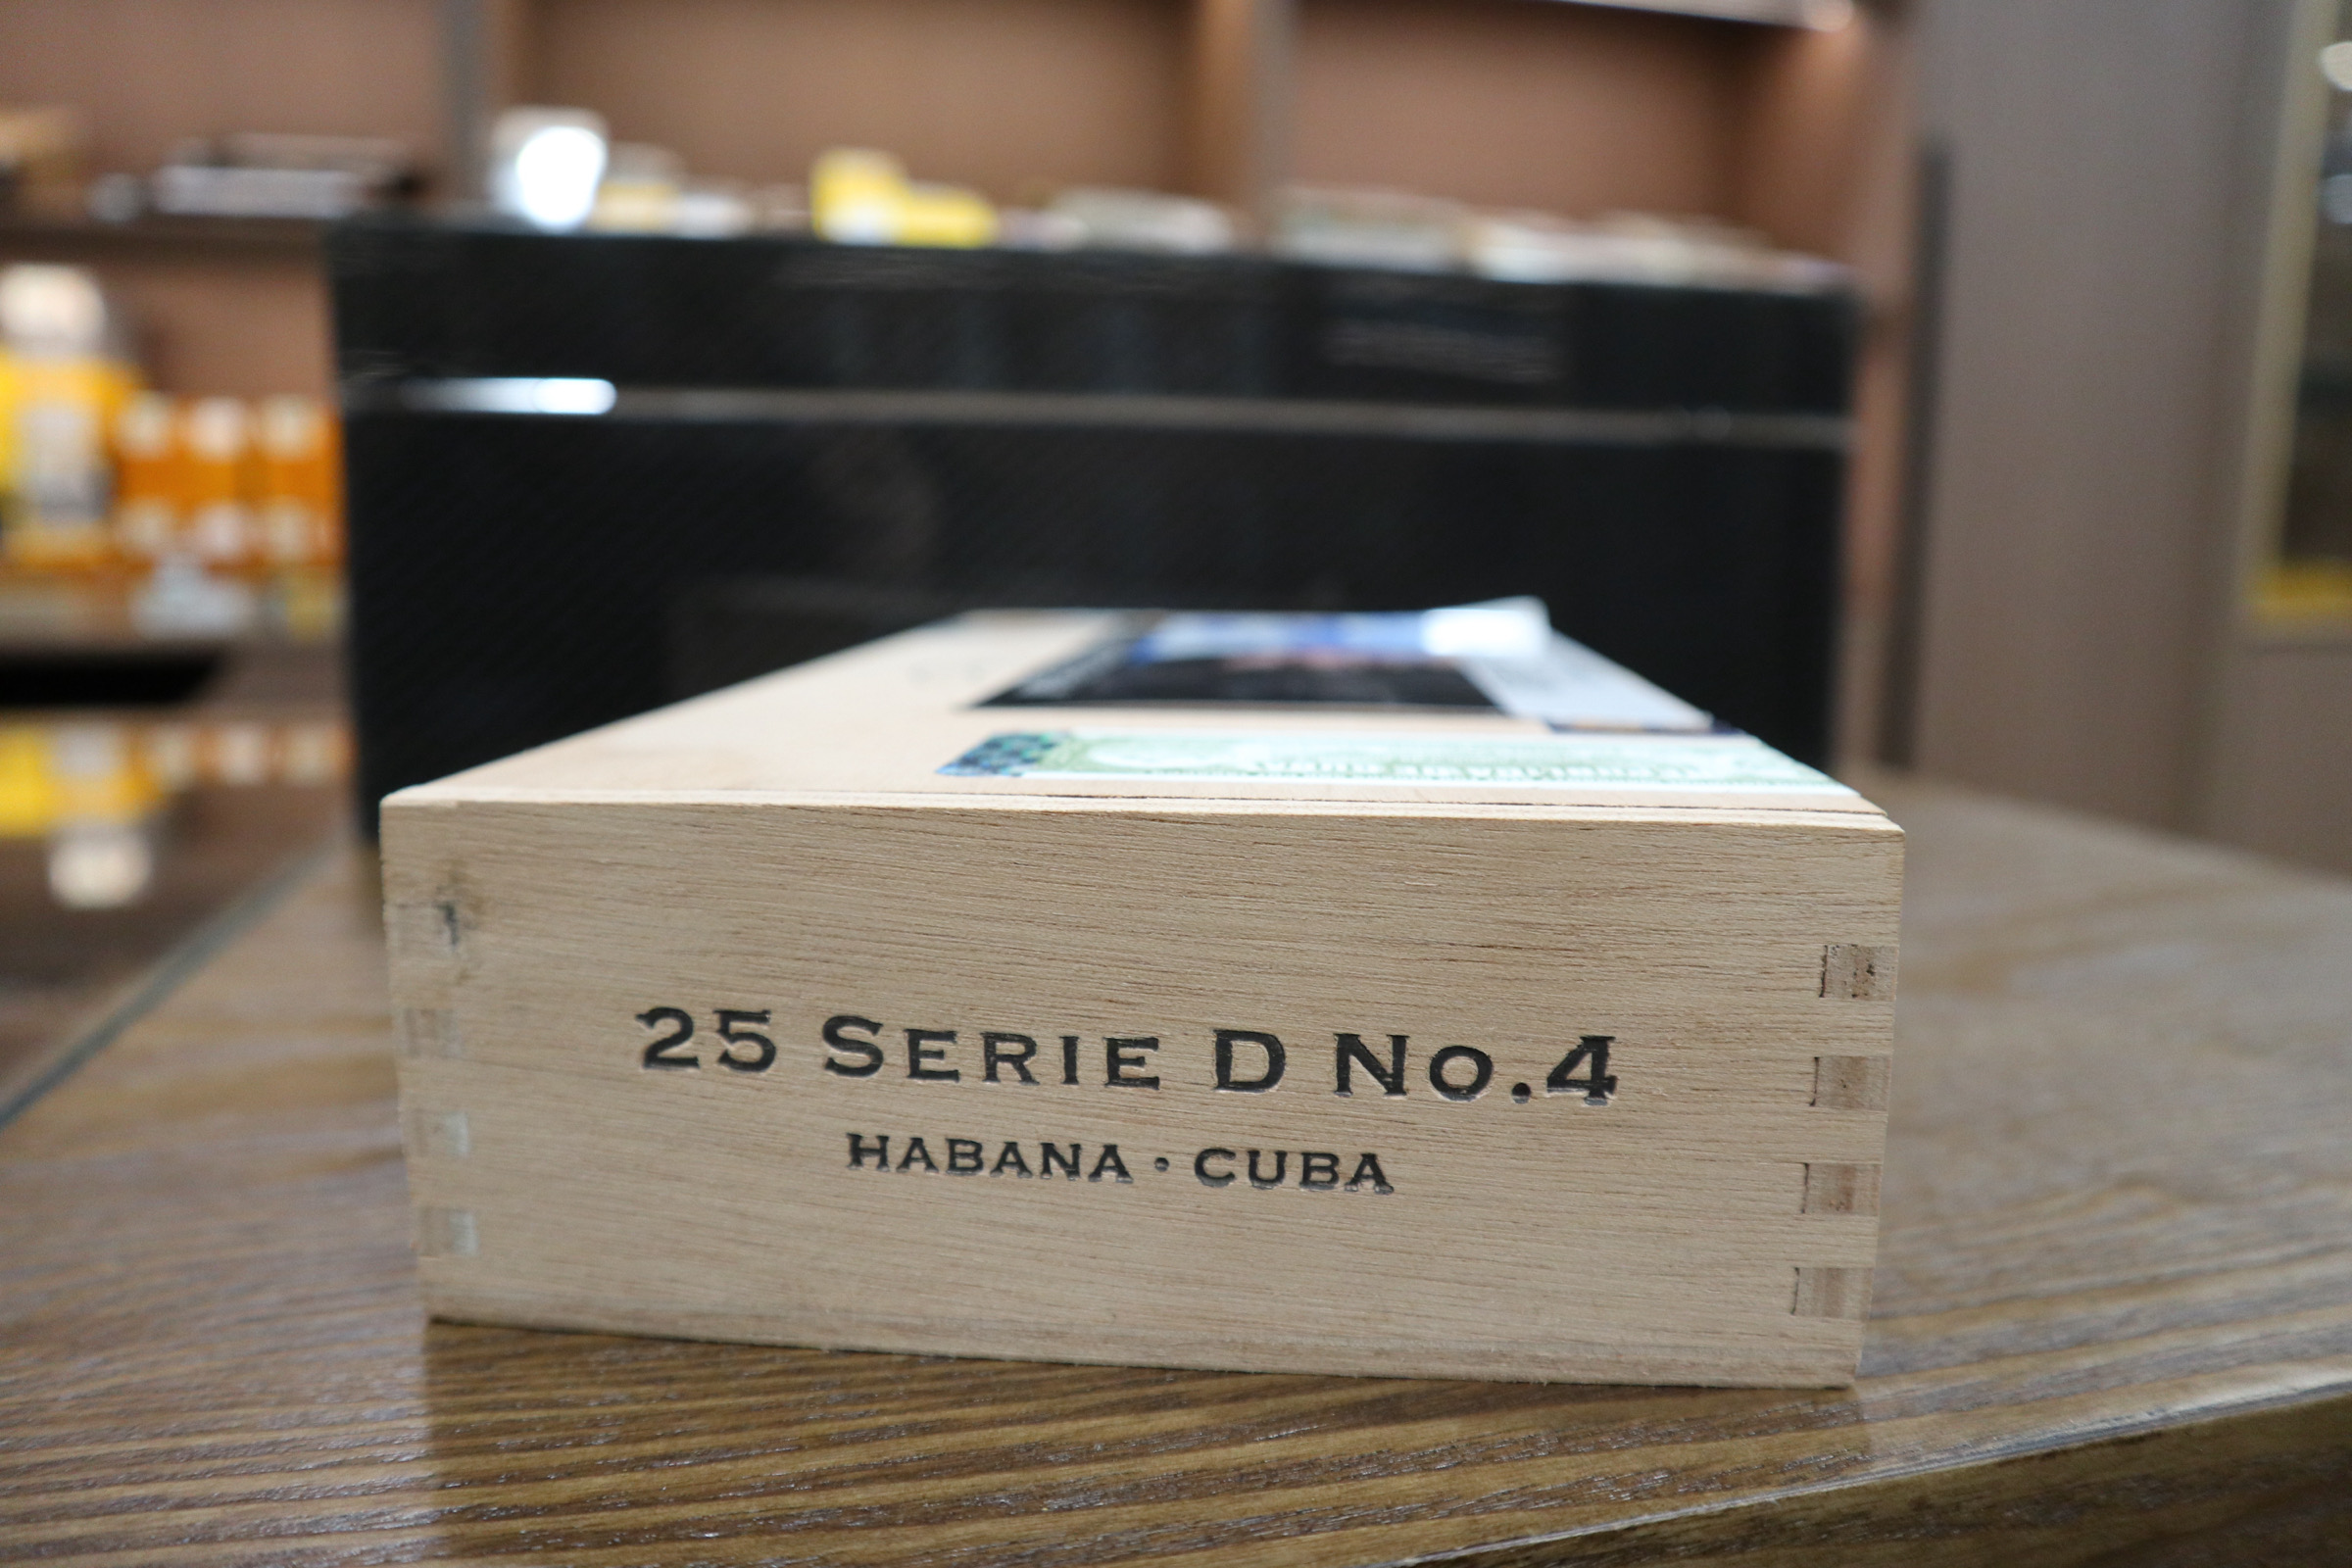 25 SERIE D No.4
HABANA · CUBA